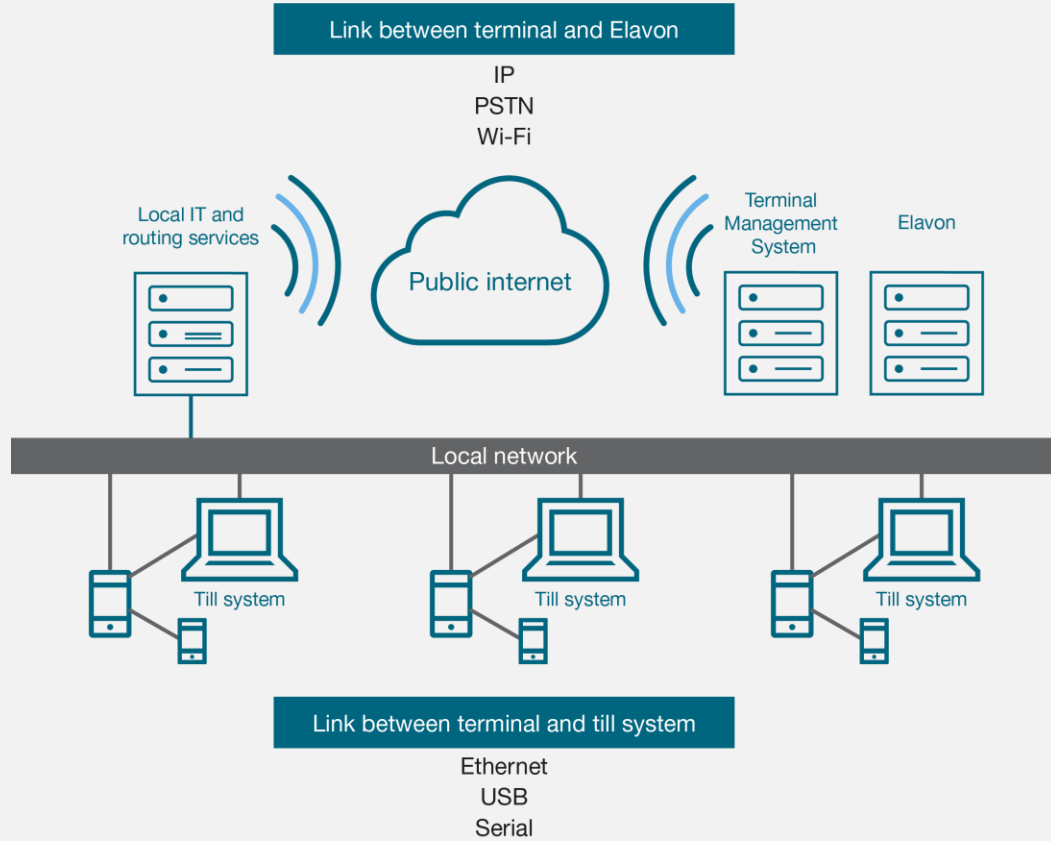 Link between terminal and Elavon
IP
PSTN
Wi-Fi
Local IT and
routing services
Public internet
Terminal
Management
System
Elavon
Local network
Till system
Till system
Till system
Link between terminal and till system
Ethernet
USB
Serial